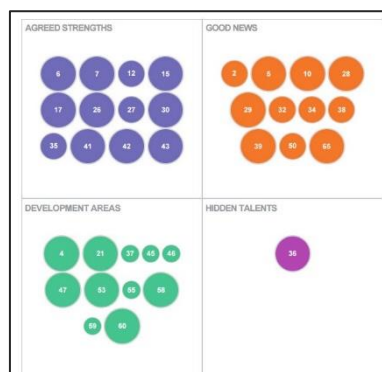 AGREED STRENGTHS
6 7 12 15
17 26 27 30
35 41 42 43
GOOD NEWS
2 5 10 28
29 32 34 38
39 50 55
DEVELOPMENT AREAS
4 21 37 45 46
47 53 58
59 60
HIDDEN TALENTS
36